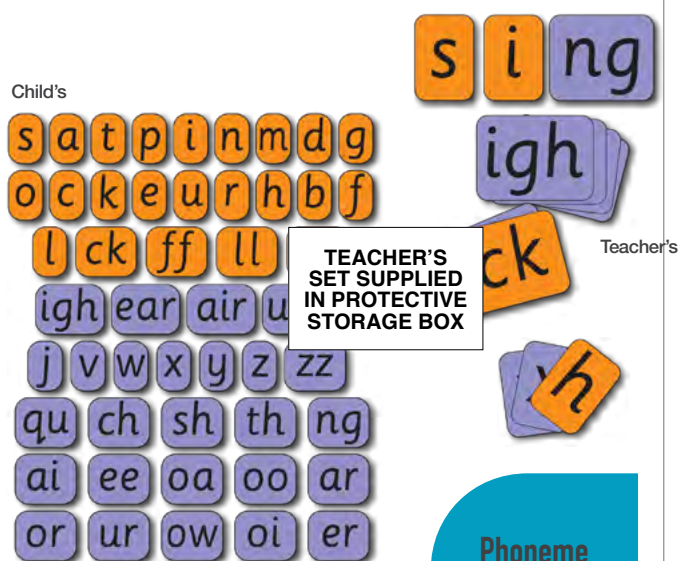 s i ng
Child's
s a t p i n m d g
igh
o c k e u r h b f
Teacher's
l ck ff ll
ck
TEACHER'S
SET SUPPLIED
IN PROTECTIVE
STORAGE BOX
igh ear air u
j v w x y z zz
h
qu ch sh th ng
ai ee oa oo ar
or ur ow oi er
Phoneme